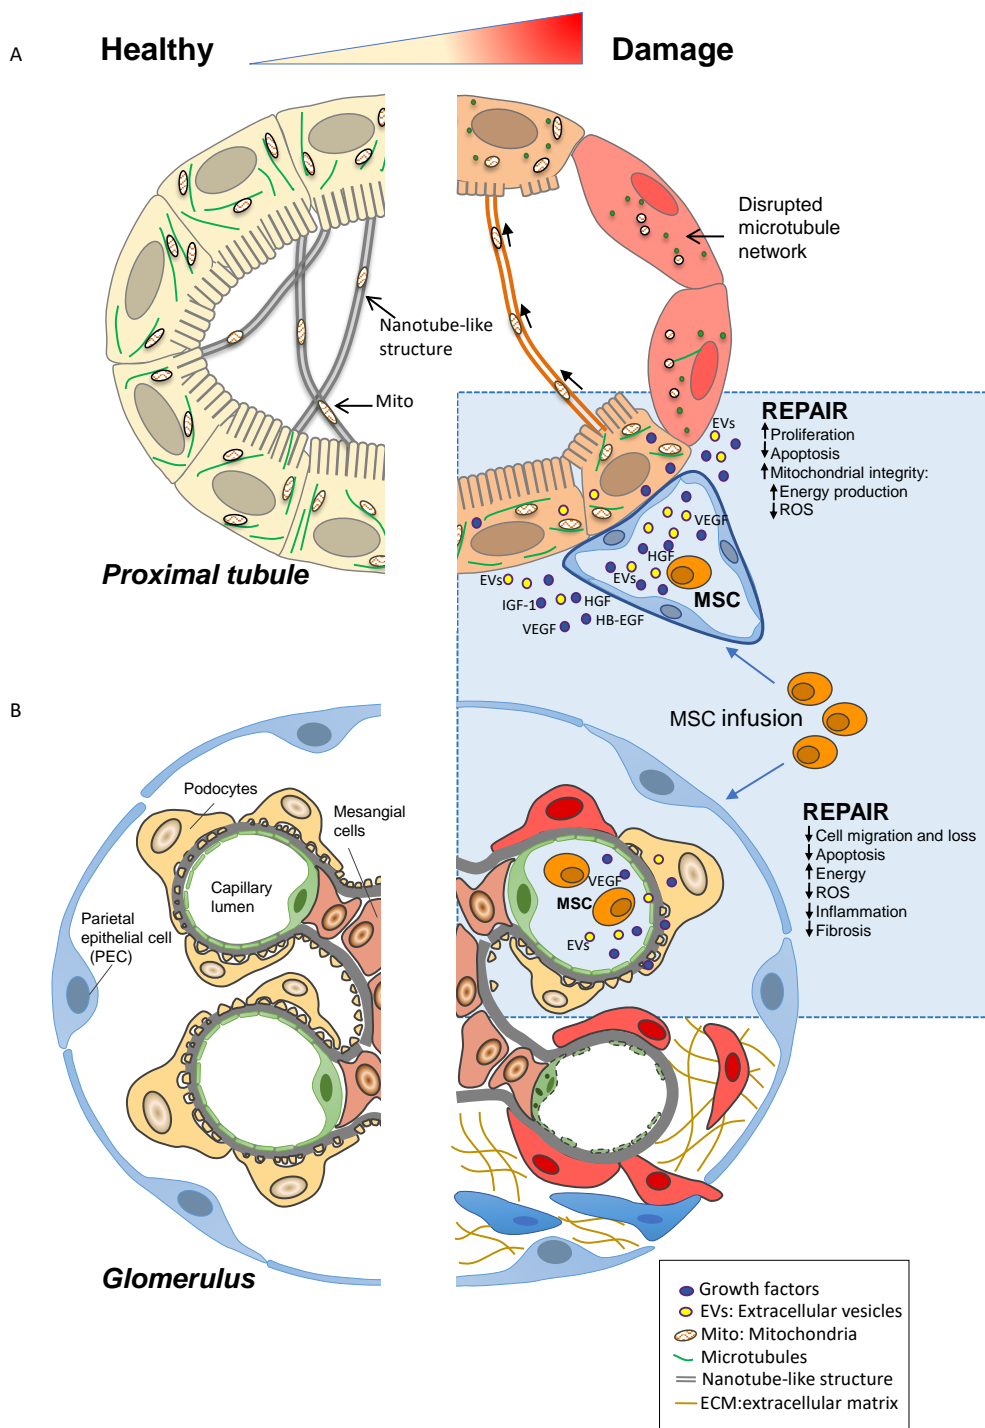 A
Healthy
Damage
Disrupted
microtubule
network
Nanotube-like
structure
Mito
Proximal tubule
EVs
REPAIR
Proliferation
Apoptosis
Mitochondrial integrity:
Energy production
ROS
VEGF
HGF
EVs
MSC
EVs
IGF-1
HGF
VEGF
HB-EGF
MSC infusion
B
Podocytes
Mesangial
cells
Capillary
lumen
Parietal
epithelial cell
(PEC)
VEGF
MSC
EVs
REPAIR
Cell migration and loss
Apoptosis
Energy
ROS
Inflammation
Fibrosis
Glomerulus
Growth factors
EVs: Extracellular vesicles
Mito: Mitochondria
Microtubules
Nanotube-like structure
ECM:extracellular matrix